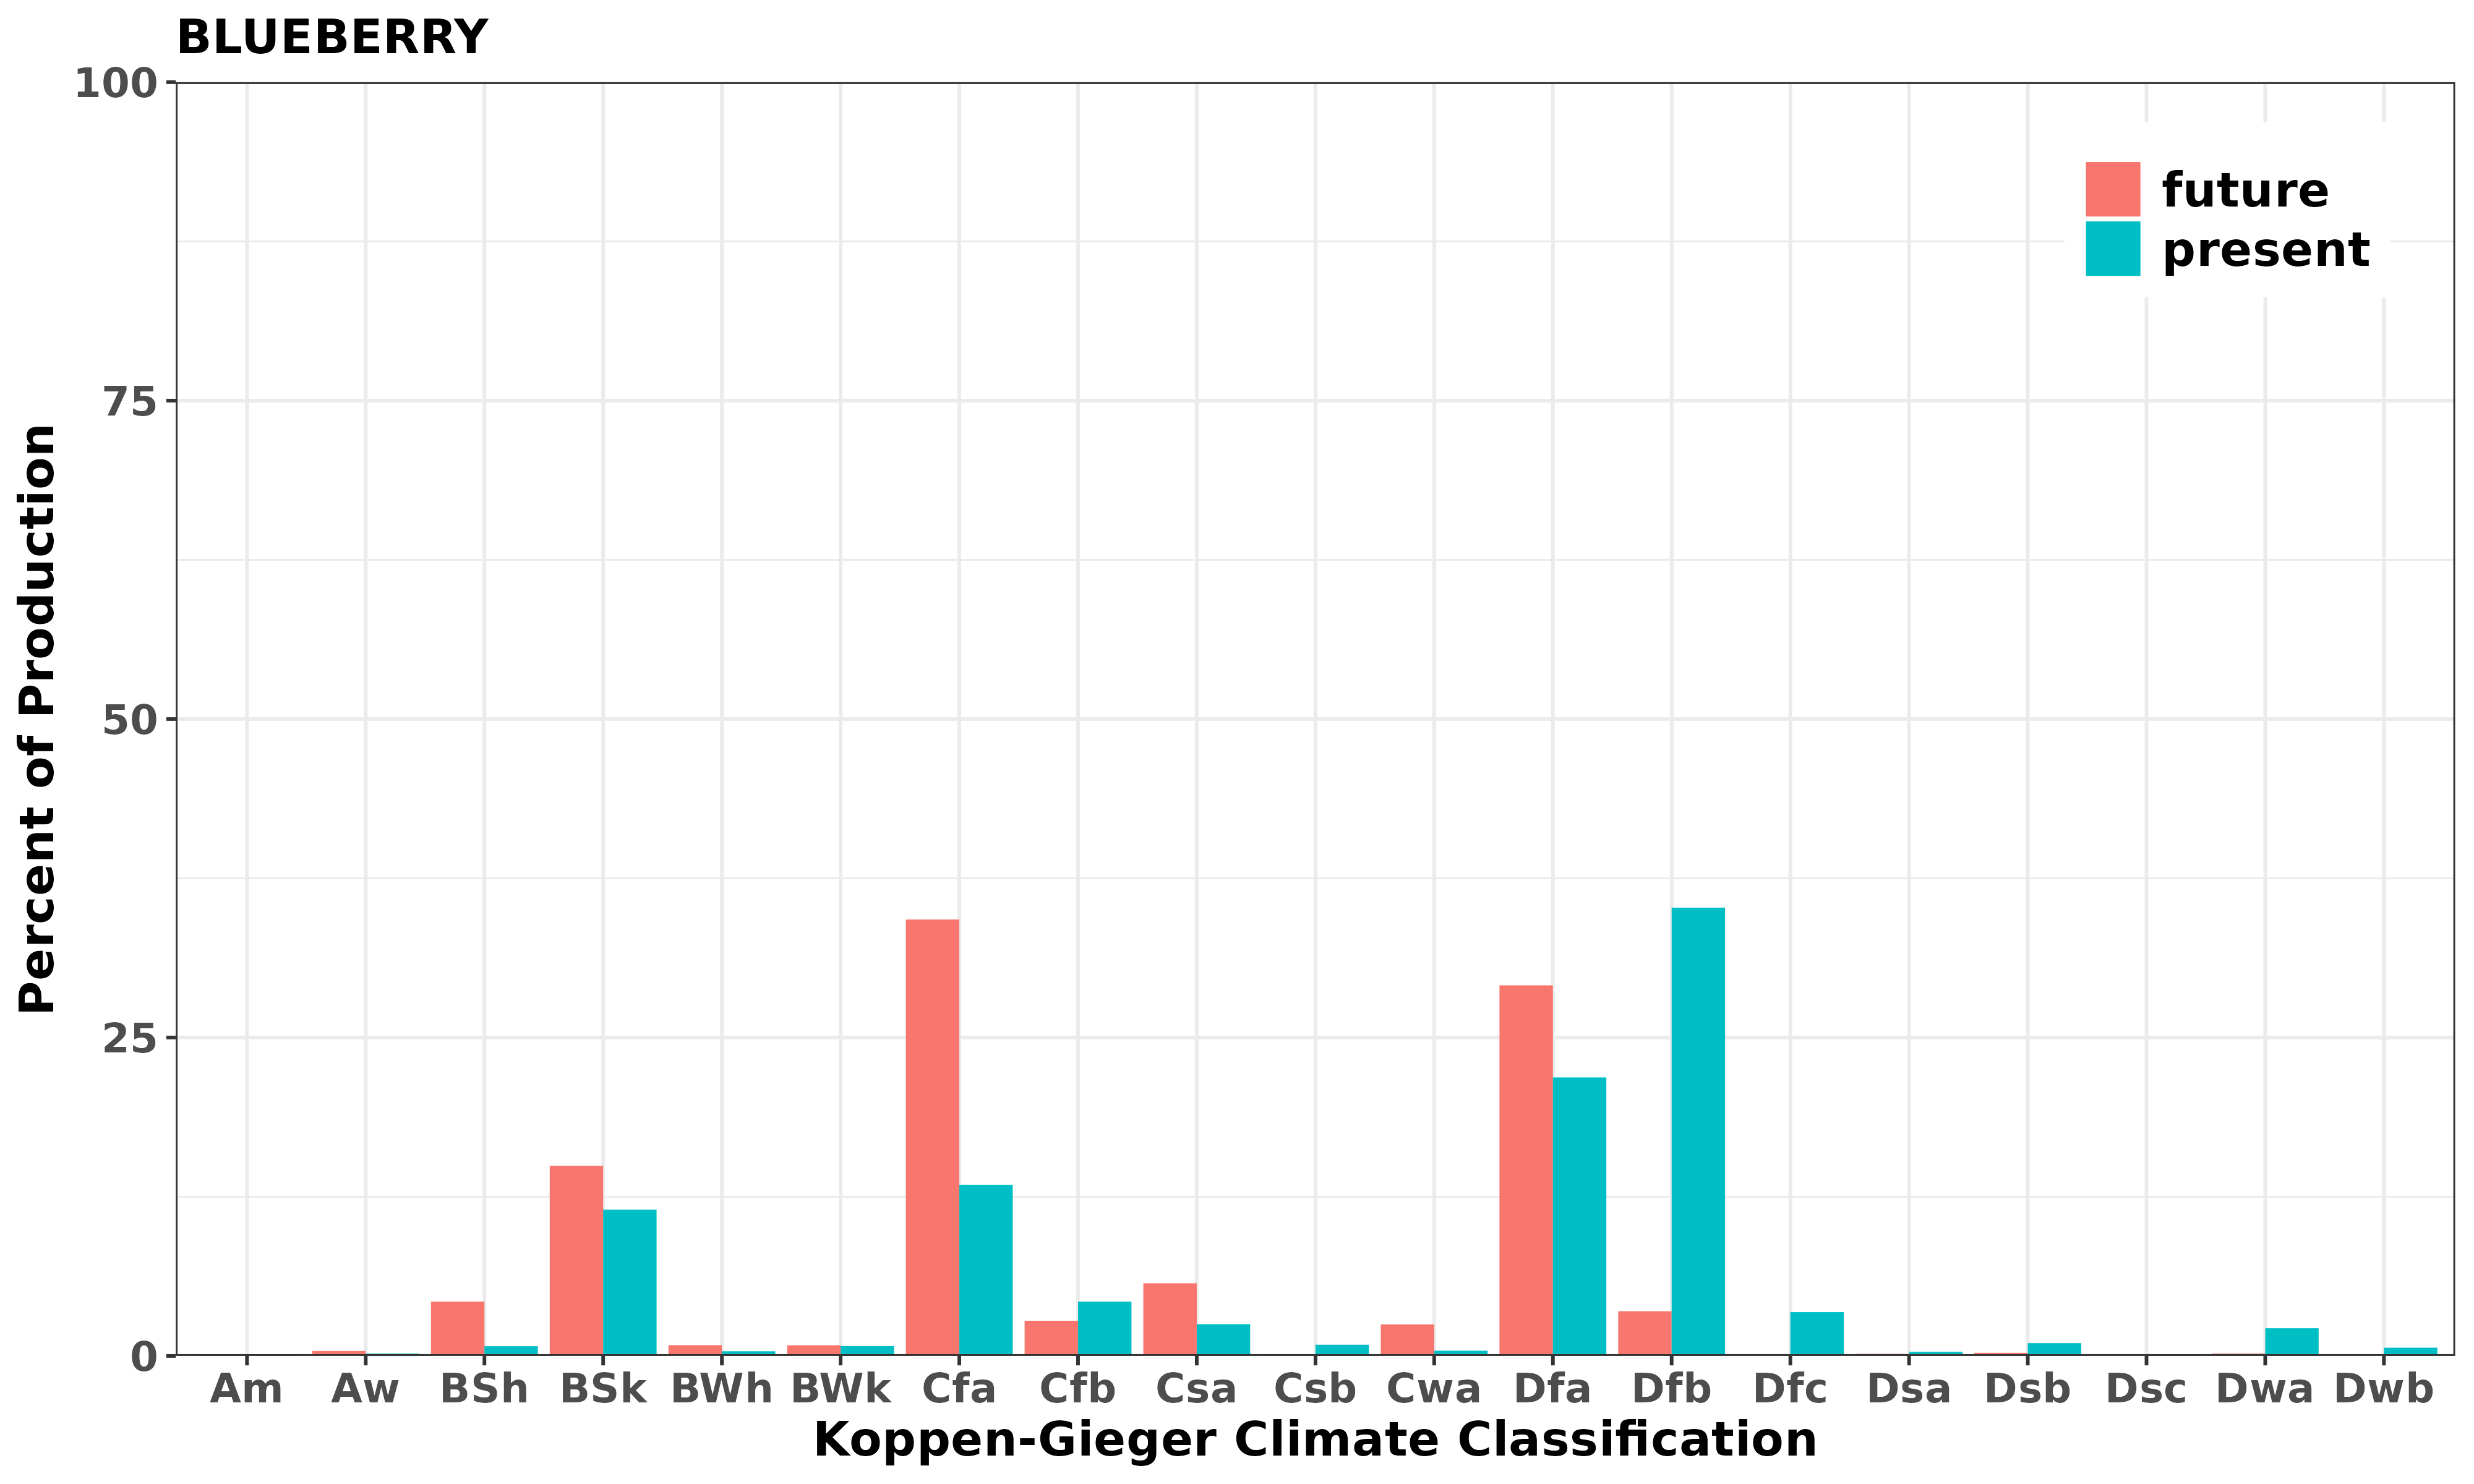 BLUEBERRY
100
75
50
25
0
Percent of Production
future
present
Am Aw BSh BSk BWh BWk Cfa Cfb Csa Csb Cwa Dfa Dfb Dfc Dsa Dsb Dsc Dwa Dwb
Koppen-Gieger Climate Classification